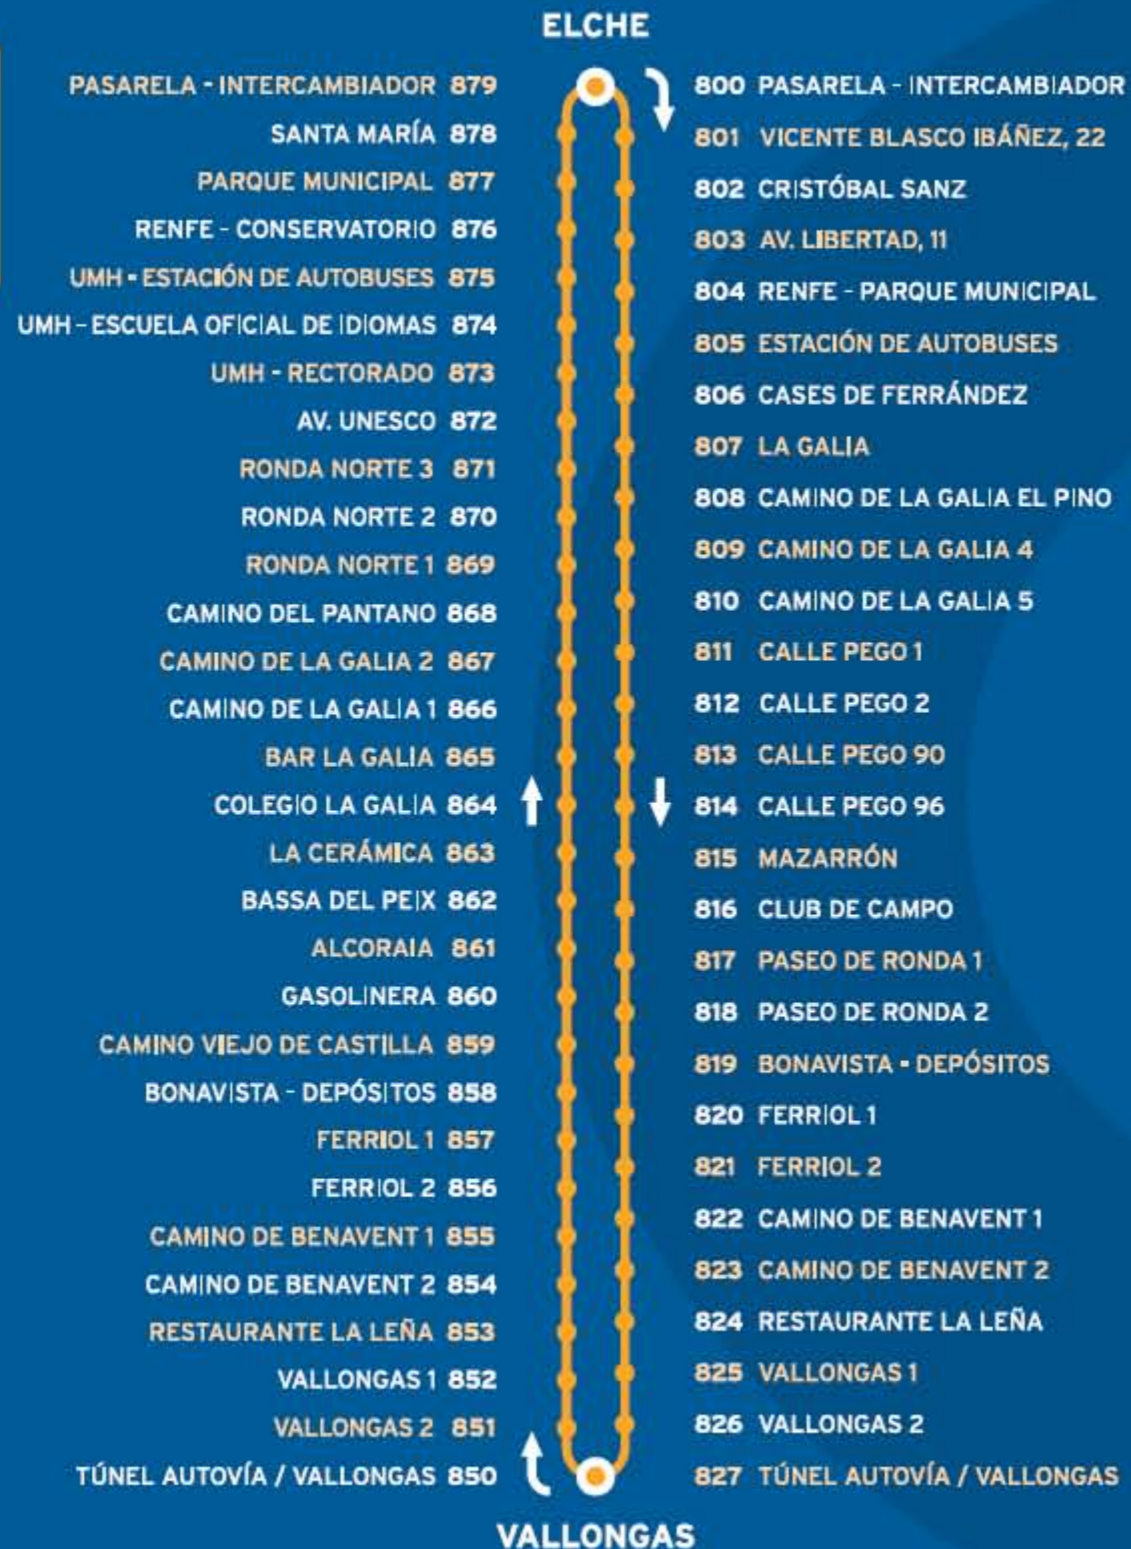 ELCHE
PASARELA - INTERCAMBIADOR 879
SANTA MARÍA 878
PARQUE MUNICIPAL 877
RENFE - CONSERVATORIO 876
UMH - ESTACIÓN DE AUTOBUSES 875
UMH - ESCUELA OFICIAL DE IDIOMAS 874
UMH - RECTORADO 873
AV. UNESCO 872
RONDA NORTE 3 871
RONDA NORTE 2 870
RONDA NORTE 1 869
CAMINO DEL PANTANO 868
CAMINO DE LA GALIA 2 867
CAMINO DE LA GALIA 1 866
BAR LA GALIA 865
COLEGIO LA GALIA 864
LA CERÁMICA 863
BASSA DEL PEIX 862
ALCORAIA 861
GASOLINERA 860
CAMINO VIEJO DE CASTILLA 859
BONAVISTA - DEPÓSITOS 858
FERRIOL 1 857
FERRIOL 2 856
CAMINO DE BENAVENT 1 855
CAMINO DE BENAVENT 2 854
RESTAURANTE LA LEÑA 853
VALLONGAS 1 852
VALLONGAS 2 851
TÚNEL AUTOVÍA / VALLONGAS 850
800 PASARELA - INTERCAMBIADOR
801 VICENTE BLASCO IBÁÑEZ, 22
802 CRISTÓBAL SANZ
803 AV. LIBERTAD, 11
804 RENFE - PARQUE MUNICIPAL
805 ESTACIÓN DE AUTOBUSES
806 CASES DE FERRÁNDEZ
807 LA GALIA
808 CAMINO DE LA GALIA EL PINO
809 CAMINO DE LA GALIA 4
810 CAMINO DE LA GALIA 5
811 CALLE PEGO 1
812 CALLE PEGO 2
813 CALLE PEGO 90
814 CALLE PEGO 96
815 MAZARRÓN
816 CLUB DE CAMPO
817 PASEO DE RONDA 1
818 PASEO DE RONDA 2
819 BONAVISTA - DEPÓSITOS
820 FERRIOL 1
821 FERRIOL 2
822 CAMINO DE BENAVENT 1
823 CAMINO DE BENAVENT 2
824 RESTAURANTE LA LEÑA
825 VALLONGAS 1
826 VALLONGAS 2
827 TÚNEL AUTOVÍA / VALLONGAS
VALLONGAS